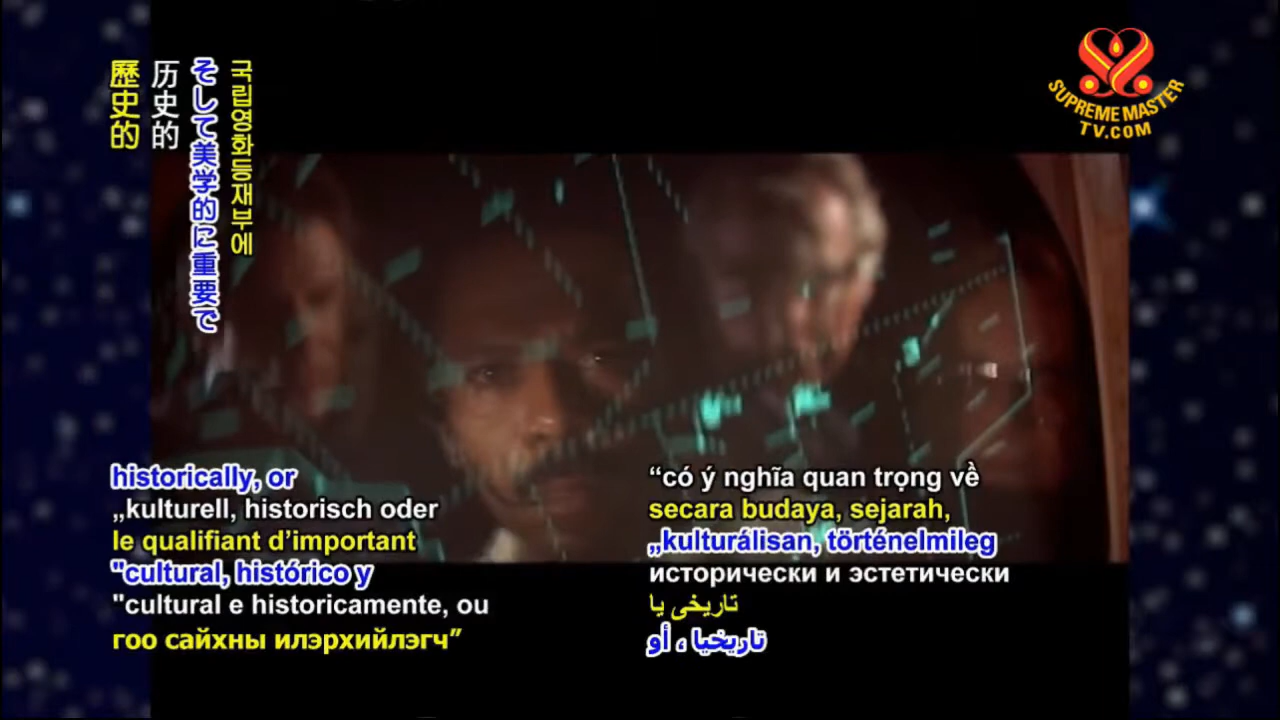 歷史的
历史的
そして美学的に重要で
국립영화등재부에
SUPREME MASTER
TV.COM
historically, or
„kulturell, historisch oder
le qualifiant d’important
"cultural, histórico y
"cultural e historicamente, ou
гоо сайхны илэрхийлэгч”
“có ý nghĩa quan trọng về
secara budaya, sejarah,
„kulturálisan, történelmileg
исторически и эстетически
تاریخی یا
تاريخيا ، أو